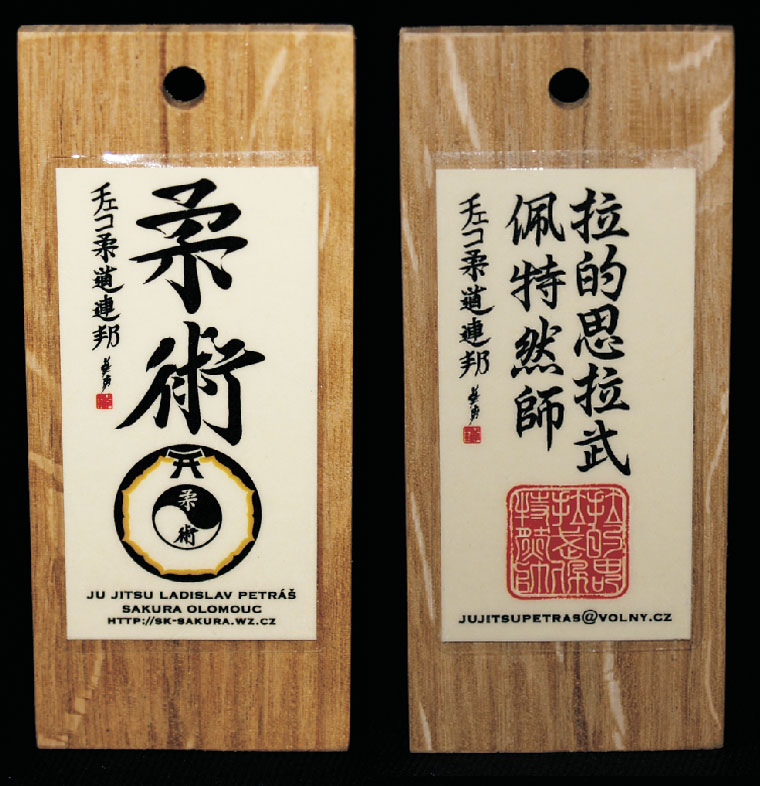 柔術
チェコ柔道連邦
柔術
JU JITSU LADISLAV PETRÁŠ
SAKURA OLOMOUC
HTTP://SK-SAKURA.WZ.CZ
拉的思拉武
佩特然師
チェコ柔道連邦
JUJITSUPETRAS@VOLNY.CZ